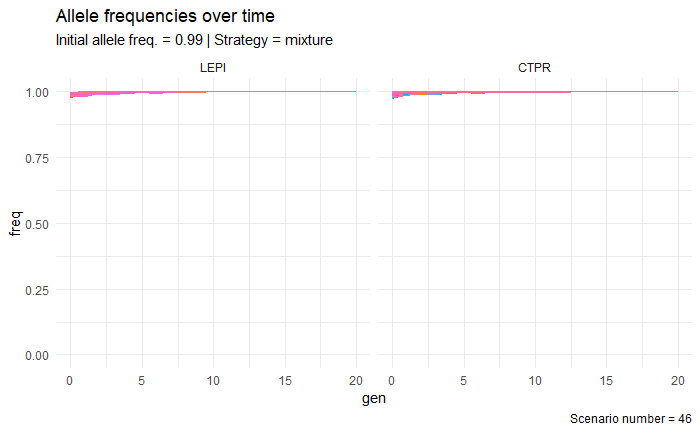 Allele frequencies over time
Initial allele freq. = 0.99 | Strategy = mixture
LEPI CTPR
1.00
0.75
0.50
0.25
0.00
freq
0 5 10 15 20 0 5 10 15 20
gen
Scenario number = 46